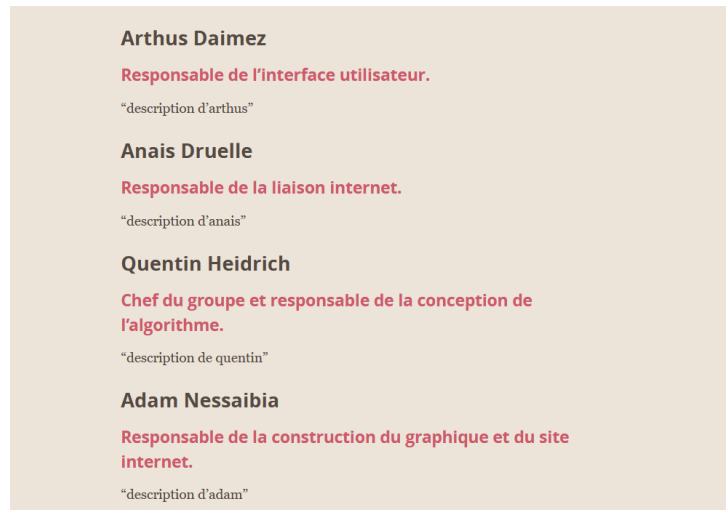 Arthus Daimez
Responsable de l’interface utilisateur.
“description d’arthus”
Anais Druelle
Responsable de la liaison internet.
“description d’anais”
Quentin Heidrich
Chef du groupe et responsable de la conception de
l’algorithme.
“description de quentin”
Adam Nessaibia
Responsable de la construction du graphique et du site
internet.
“description d’adam”